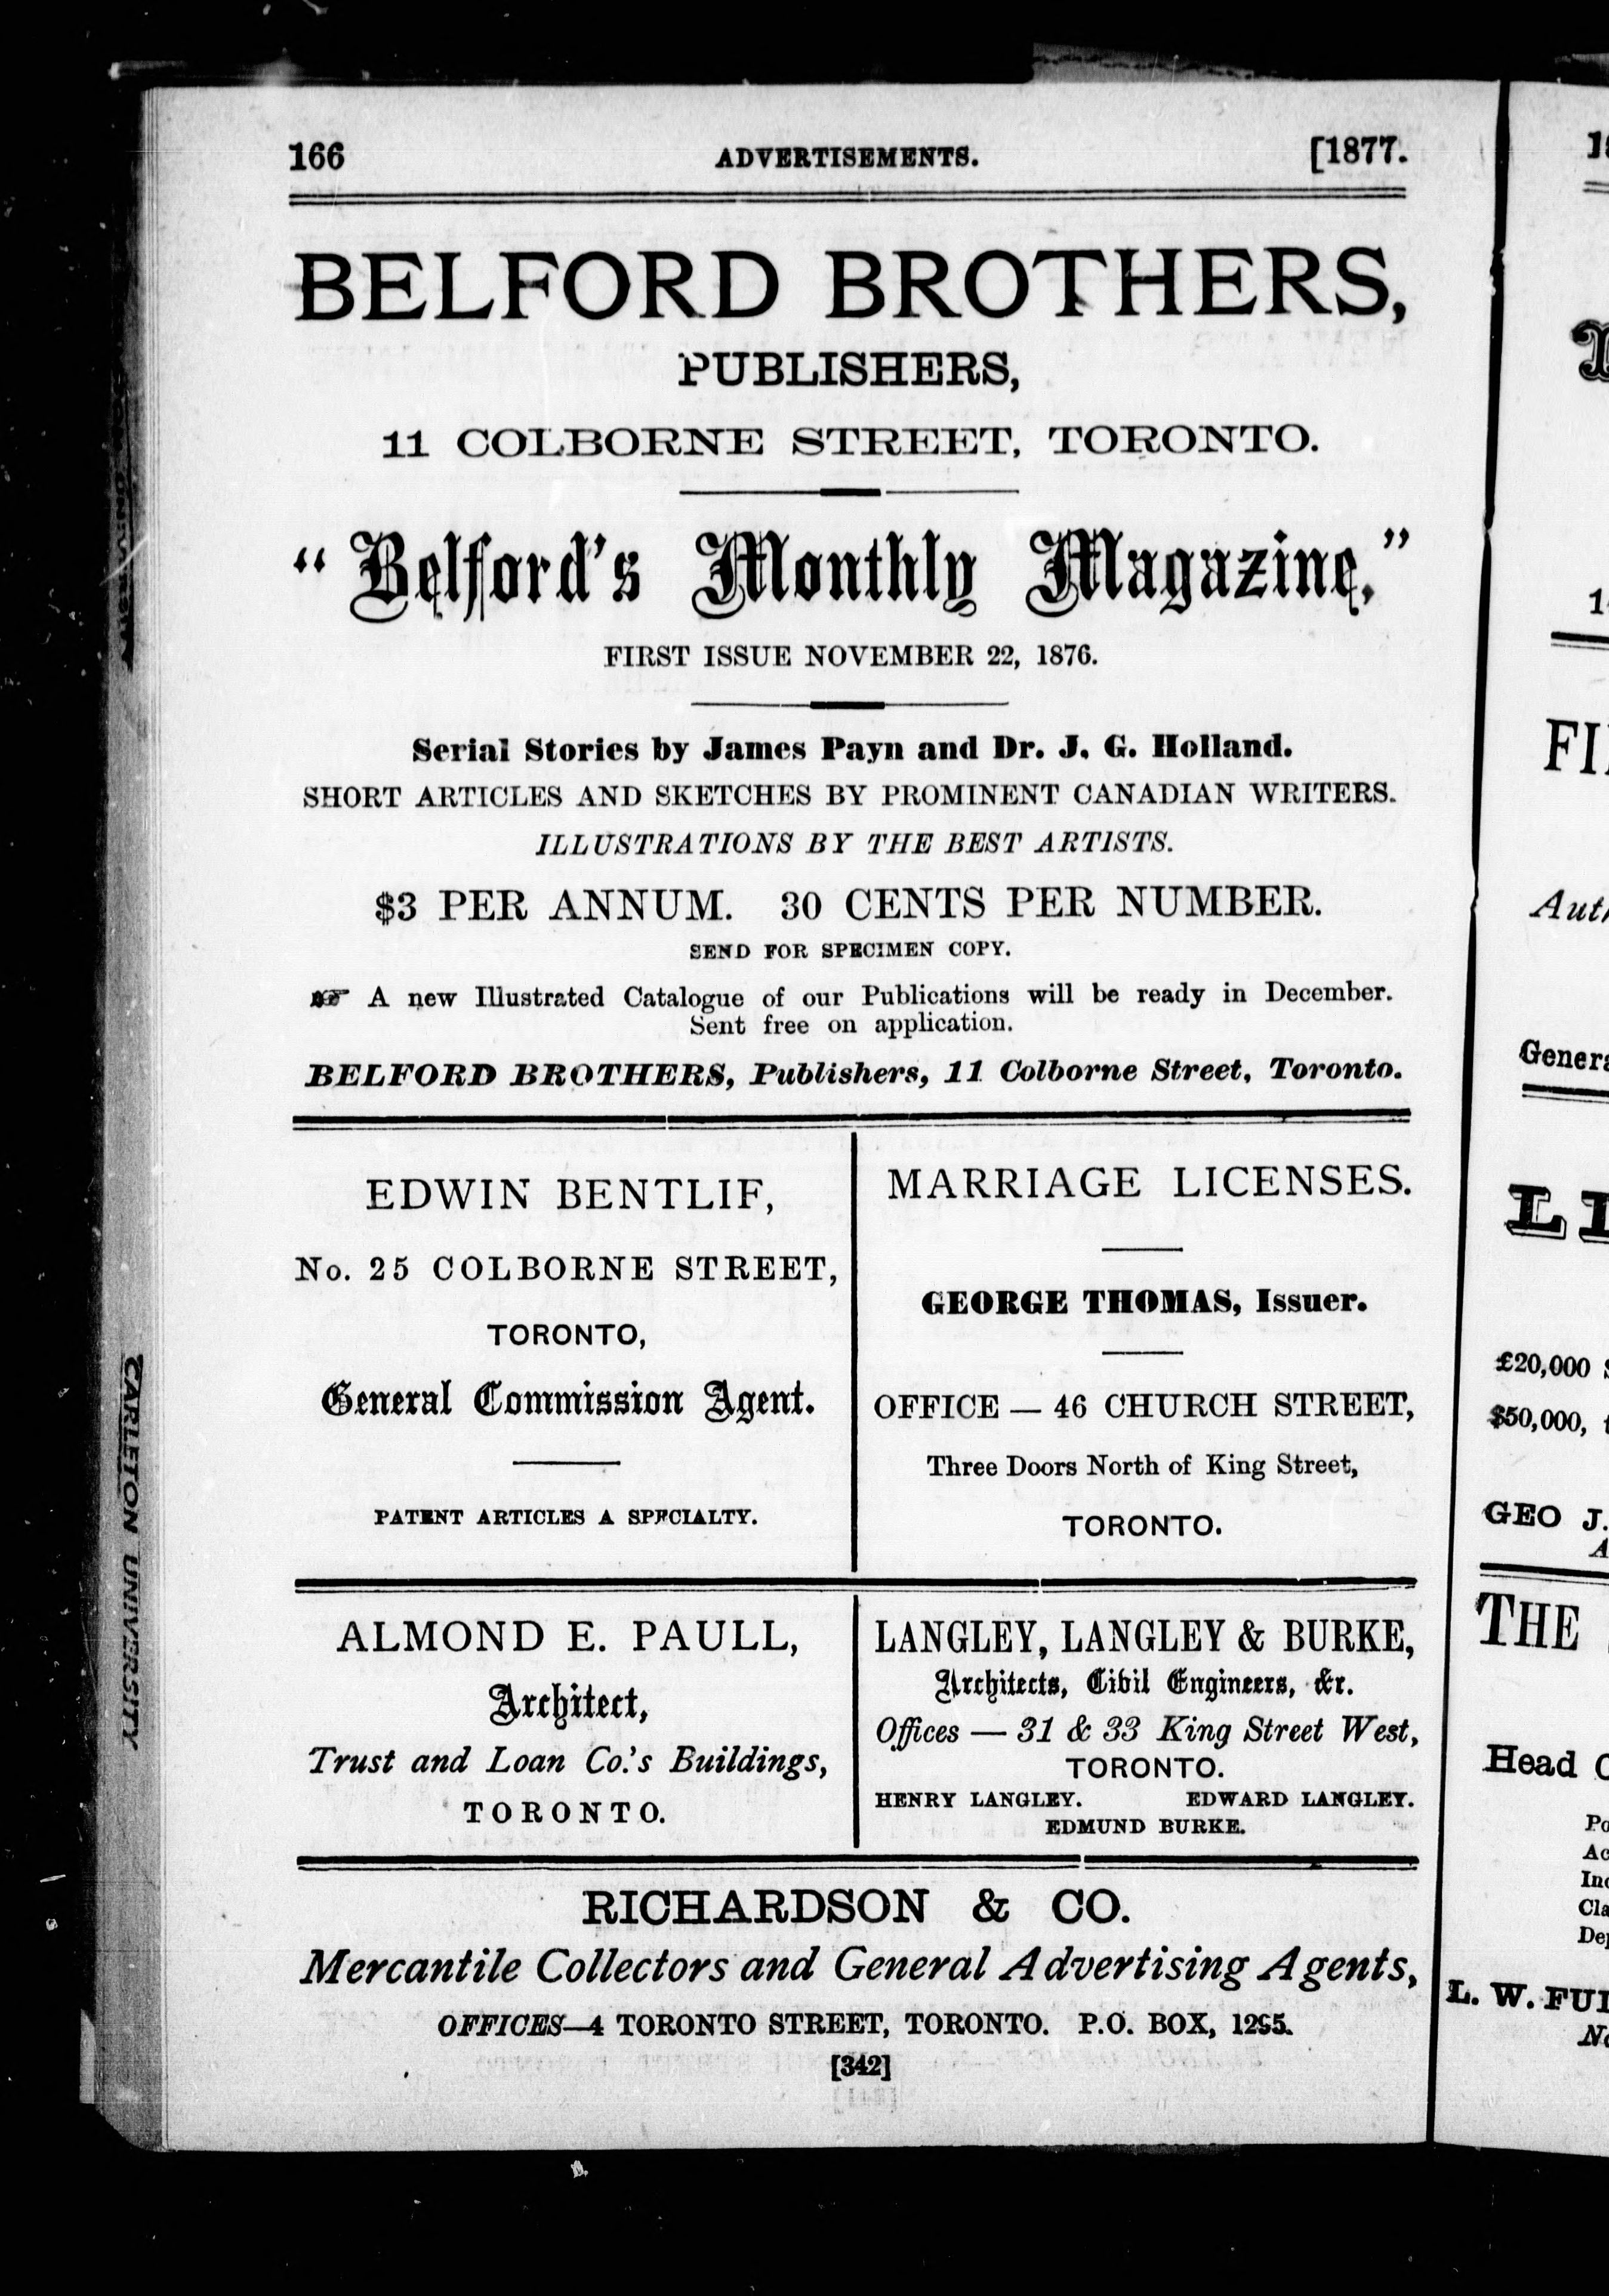 166 ADVERTISEMENTS. [1877.
BELFORD BROTHERS,
PUBLISHERS,
11 COLBORNE STREET, TORONTO.
“Belford's Monthly Magazine,”
FIRST ISSUE NOVEMBER 22, 1876.
Serial Stories by James Payn and Dr. J. G. Holland.
SHORT ARTICLES AND SKETCHES BY PROMINENT CANADIAN WRITERS.
ILLUSTRATIONS BY THE BEST ARTISTS.
$3 PER ANNUM. 30 CENTS PER NUMBER.
SEND FOR SPECIMEN COPY.
☞ A new Illustrated Catalogue of our Publications will be ready in December.
Sent free on application.
BELFORD BROTHERS, Publishers, 11 Colborne Street, Toronto.
EDWIN BENTLIF,
No. 25 COLBORNE STREET,
TORONTO,
General Commission Agent.
PATENT ARTICLES A SPECIALTY.
MARRIAGE LICENSES.
GEORGE THOMAS, Issuer.
OFFICE — 46 CHURCH STREET,
Three Doors North of King Street,
TORONTO.
ALMOND E. PAULL,
Architect,
Trust and Loan Co.'s Buildings,
TORONTO.
LANGLEY, LANGLEY & BURKE,
Architects, Civil Engineers, &c.
Offices — 31 & 33 King Street West,
TORONTO.
HENRY LANGLEY. EDWARD LANGLEY.
EDMUND BURKE.
RICHARDSON & CO.
Mercantile Collectors and General Advertising Agents,
OFFICES—4 TORONTO STREET, TORONTO. P.O. BOX, 1295.
[342]
CARLETON UNIVERSITY
£20,000
$50,000,
GEO J.
THE
Head
L. W.